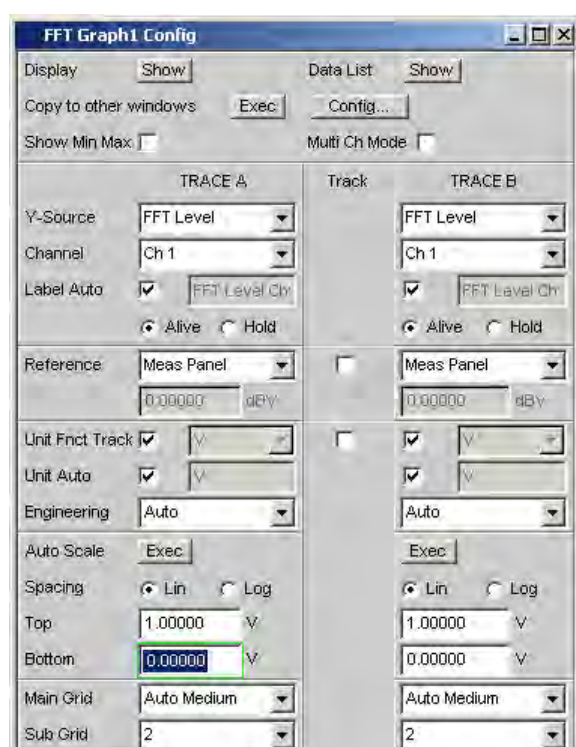 FFT Graph1 Config
Display Show Data List Show
Copy to other windows Exec Config...
Show Min Max Multi Ch Mode
TRACE A Track TRACE B
Y-Source FFT Level FFT Level
Channel Ch 1 Ch 1
Label Auto FFT Level Ch FFT Level Ch
Alive Hold Alive Hold
Reference Meas Panel Meas Panel
0.00000 dBV 0.00000 dBV
Unit Fnct Track V V
Unit Auto V V
Engineering Auto Auto
Auto Scale Exec Exec
Spacing Lin Log Lin Log
Top 1.00000 V 1.00000 V
Bottom 0.00000 V 0.00000 V
Main Grid Auto Medium Auto Medium
Sub Grid 2 2